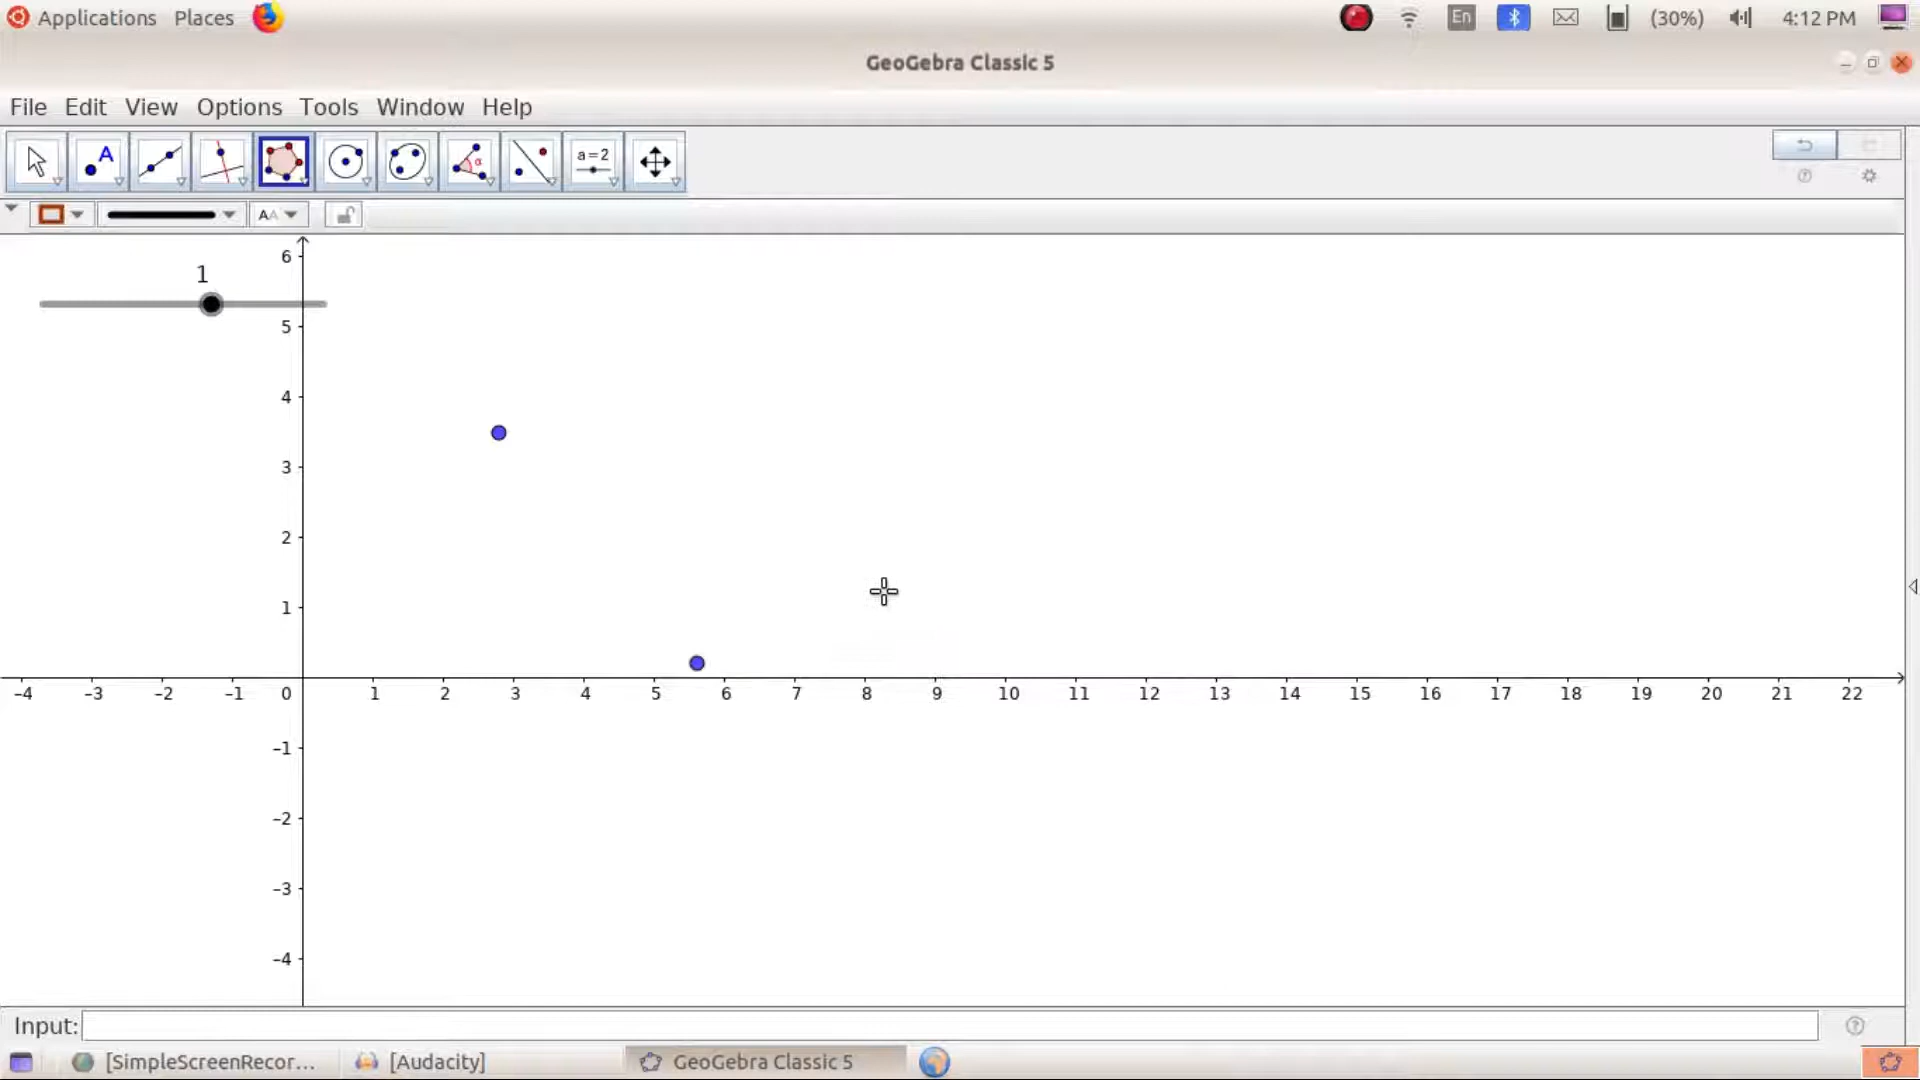 Applications Places En (30%) 4:12 PM
GeoGebra Classic 5
File Edit View Options Tools Window Help
A α a=2
AA
1
6
5
4
3
2
1
–4 –3 –2 –1 0 1 2 3 4 5 6 7 8 9 10 11 12 13 14 15 16 17 18 19 20 21 22
–1
–2
–3
–4
Input:
[SimpleScreenRecor... [Audacity] GeoGebra Classic 5